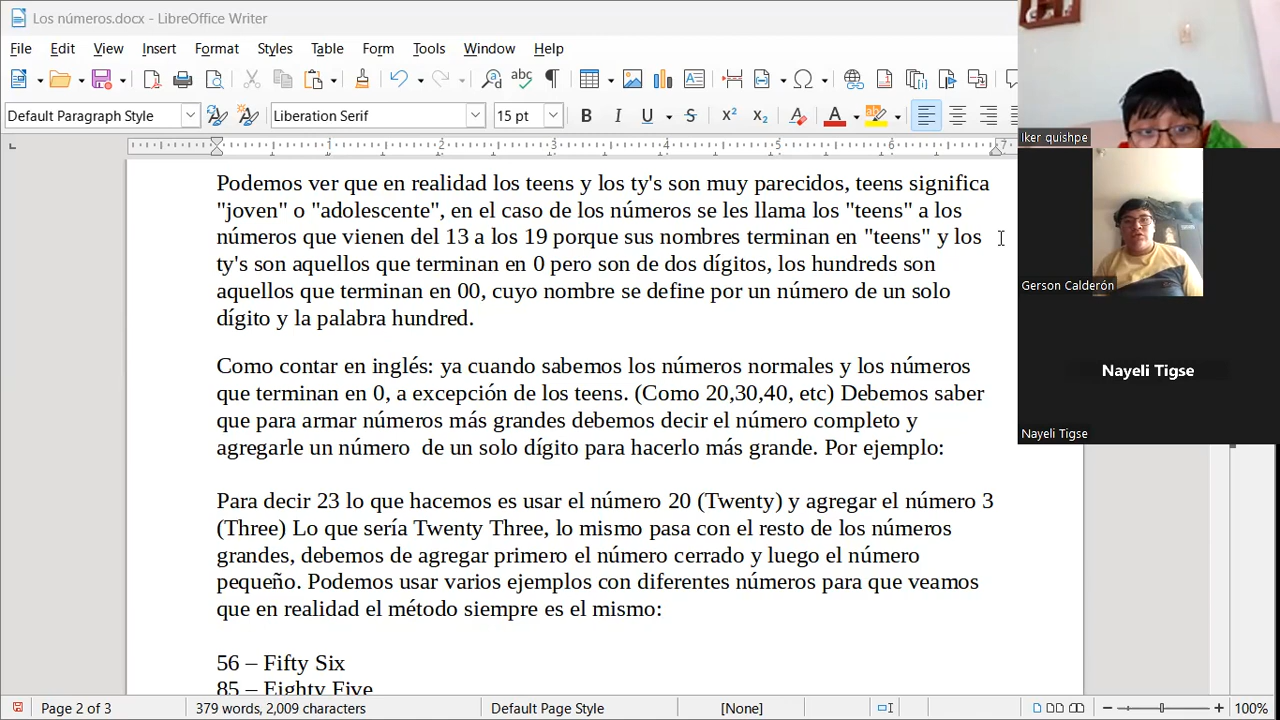 Los números.docx - LibreOffice Writer
File Edit View Insert Format Styles Table Form Tools Window Help
Default Paragraph Style Liberation Serif 15 pt B I U S X² X₂ A
2 3 4 5 6 7
Podemos ver que en realidad los teens y los ty's son muy parecidos, teens significa
"joven" o "adolescente", en el caso de los números se les llama los "teens" a los
números que vienen del 13 a los 19 porque sus nombres terminan en "teens" y los
ty's son aquellos que terminan en 0 pero son de dos dígitos, los hundreds son
aquellos que terminan en 00, cuyo nombre se define por un número de un solo
dígito y la palabra hundred.
Como contar en inglés: ya cuando sabemos los números normales y los números
que terminan en 0, a excepción de los teens. (Como 20,30,40, etc) Debemos saber
que para armar números más grandes debemos decir el número completo y
agregarle un número  de un solo dígito para hacerlo más grande. Por ejemplo:
Para decir 23 lo que hacemos es usar el número 20 (Twenty) y agregar el número 3
(Three) Lo que sería Twenty Three, lo mismo pasa con el resto de los números
grandes, debemos de agregar primero el número cerrado y luego el número
pequeño. Podemos usar varios ejemplos con diferentes números para que veamos
que en realidad el método siempre es el mismo:
56 – Fifty Six
85 – Eighty Five
Page 2 of 3 379 words, 2,009 characters Default Page Style [None] 100%
Iker quishpe
Gerson Calderón
Nayeli Tigse
Nayeli Tigse